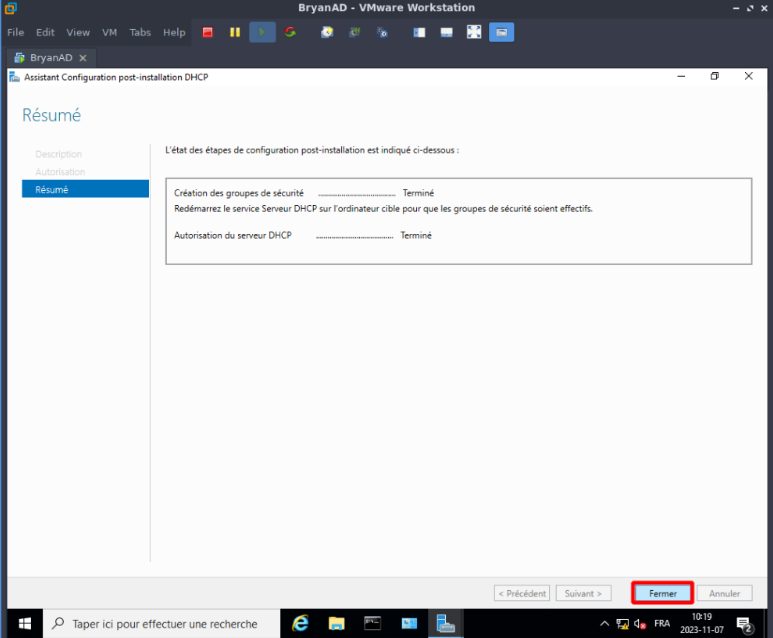 BryanAD - VMware Workstation
File Edit View VM Tabs Help
BryanAD
Assistant Configuration post-installation DHCP
Résumé
Description
Autorisation
Résumé
L'état des étapes de configuration post-installation est indiqué ci-dessous :
Création des groupes de sécurité .................................. Terminé
Redémarrez le service Serveur DHCP sur l'ordinateur cible pour que les groupes de sécurité soient effectifs.
Autorisation du serveur DHCP .................................. Terminé
< Précédent Suivant > Fermer Annuler
Taper ici pour effectuer une recherche
FRA
10:19
2023-11-07
2